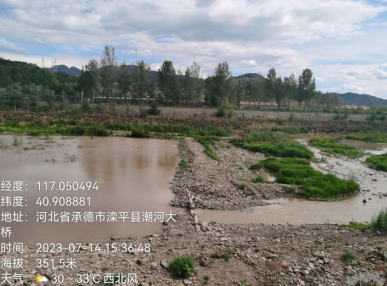 经度：117.050494
纬度：40.908881
地址：河北省承德市滦平县潮河大
桥
时间：2023-07-14 15:36:48
海拔：351.5米
天气：🌤 30~33℃ 西北风